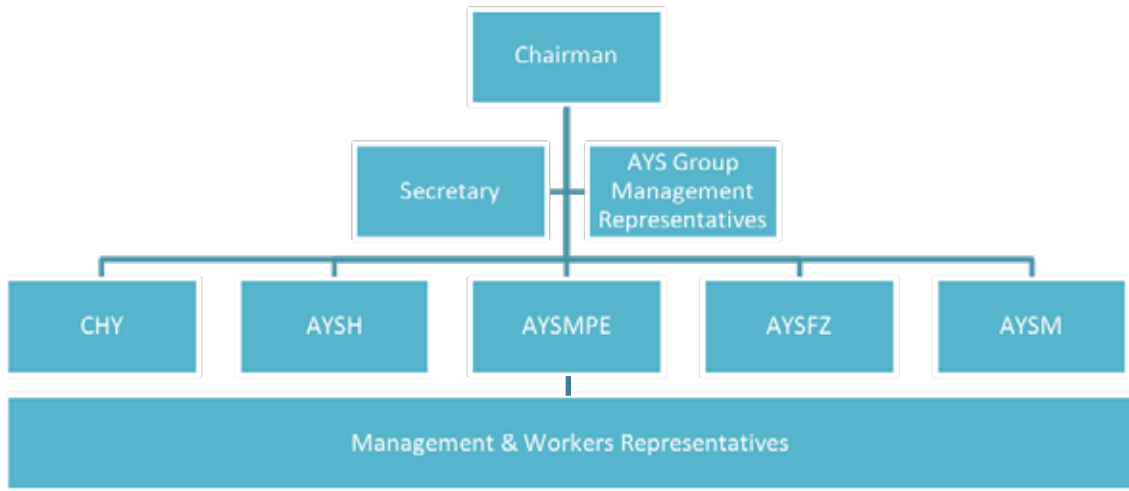 Chairman
Secretary
AYS Group
Management
Representatives
CHY
AYSH
AYSMPE
AYSFZ
AYSM
Management & Workers Representatives